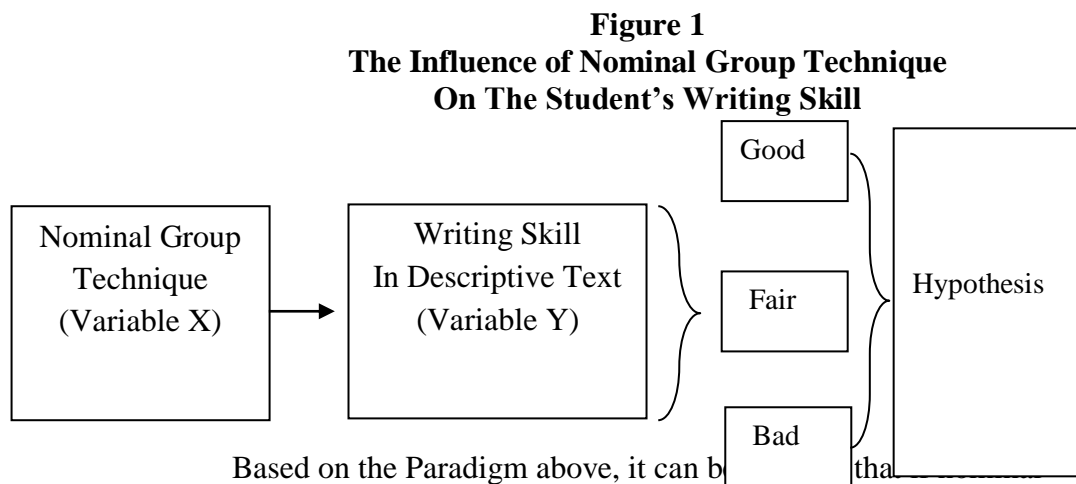 Figure 1
The Influence of Nominal Group Technique
On The Student's Writing Skill
Nominal Group
Technique
(Variable X)
Writing Skill
In Descriptive Text
(Variable Y)
Good
Fair
Bad
Hypothesis
Based on the Paradigm above, it can be that